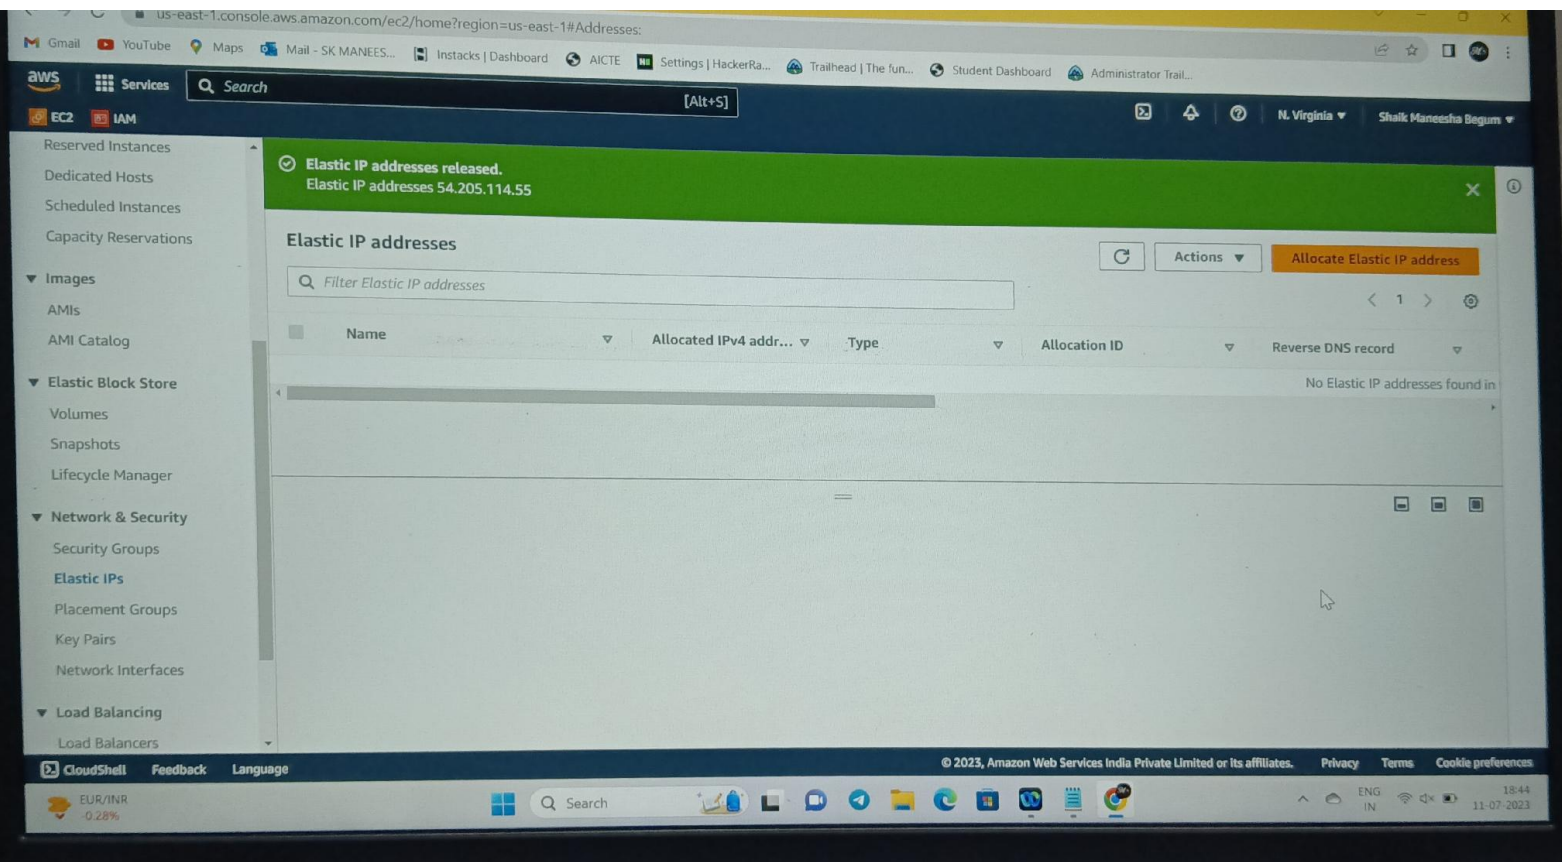 us-east-1.console.aws.amazon.com/ec2/home?region=us-east-1#Addresses:
Gmail YouTube Maps Mail - SK MANEES... Instacks | Dashboard AICTE Settings | HackerRa... Trailhead | The fun... Student Dashboard Administrator Trail...
aws Services Search [Alt+S] N. Virginia Shaik Maneesha Begum
EC2 IAM
Reserved Instances
Dedicated Hosts
Scheduled Instances
Capacity Reservations
Images
AMIs
AMI Catalog
Elastic Block Store
Volumes
Snapshots
Lifecycle Manager
Network & Security
Security Groups
Elastic IPs
Placement Groups
Key Pairs
Network Interfaces
Load Balancing
Load Balancers
Elastic IP addresses released.
Elastic IP addresses 54.205.114.55
Elastic IP addresses
Actions Allocate Elastic IP address
Filter Elastic IP addresses
1
Name Allocated IPv4 addr... Type Allocation ID Reverse DNS record
No Elastic IP addresses found in
CloudShell Feedback Language © 2023, Amazon Web Services India Private Limited or its affiliates. Privacy Terms Cookie preferences
EUR/INR
-0.28%
Search
ENG
IN
18:44
11-07-2023